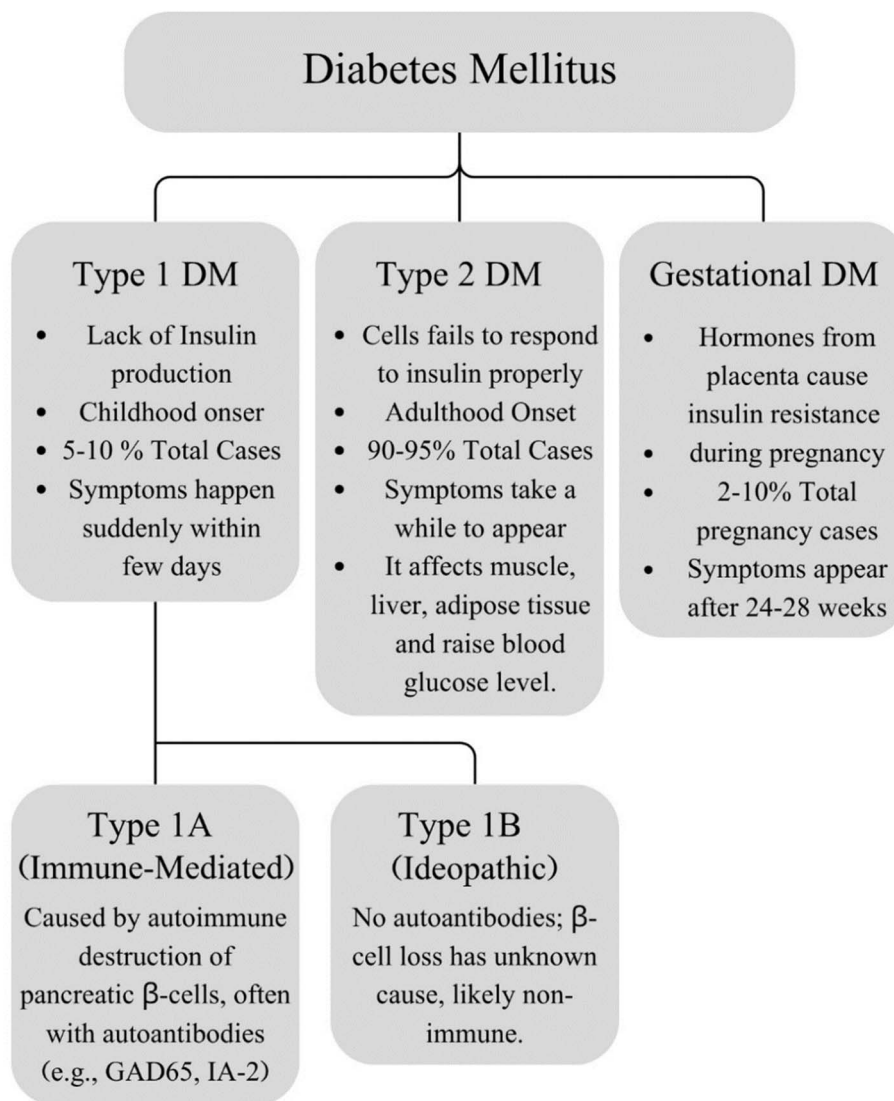 Diabetes Mellitus
Type 1 DM
• Lack of Insulin
production
• Childhood onser
• 5-10 % Total Cases
• Symptoms happen
suddenly within
few days
Type 2 DM
• Cells fails to respond
to insulin properly
• Adulthood Onset
• 90-95% Total Cases
• Symptoms take a
while to appear
• It affects muscle,
liver, adipose tissue
and raise blood
glucose level.
Gestational DM
• Hormones from
placenta cause
insulin resistance
• during pregnancy
• 2-10% Total
pregnancy cases
• Symptoms appear
after 24-28 weeks
Type 1A
(Immune-Mediated)
Caused by autoimmune
destruction of
pancreatic β-cells, often
with autoantibodies
(e.g., GAD65, IA-2)
Type 1B
(Ideopathic)
No autoantibodies; β-
cell loss has unknown
cause, likely non-
immune.